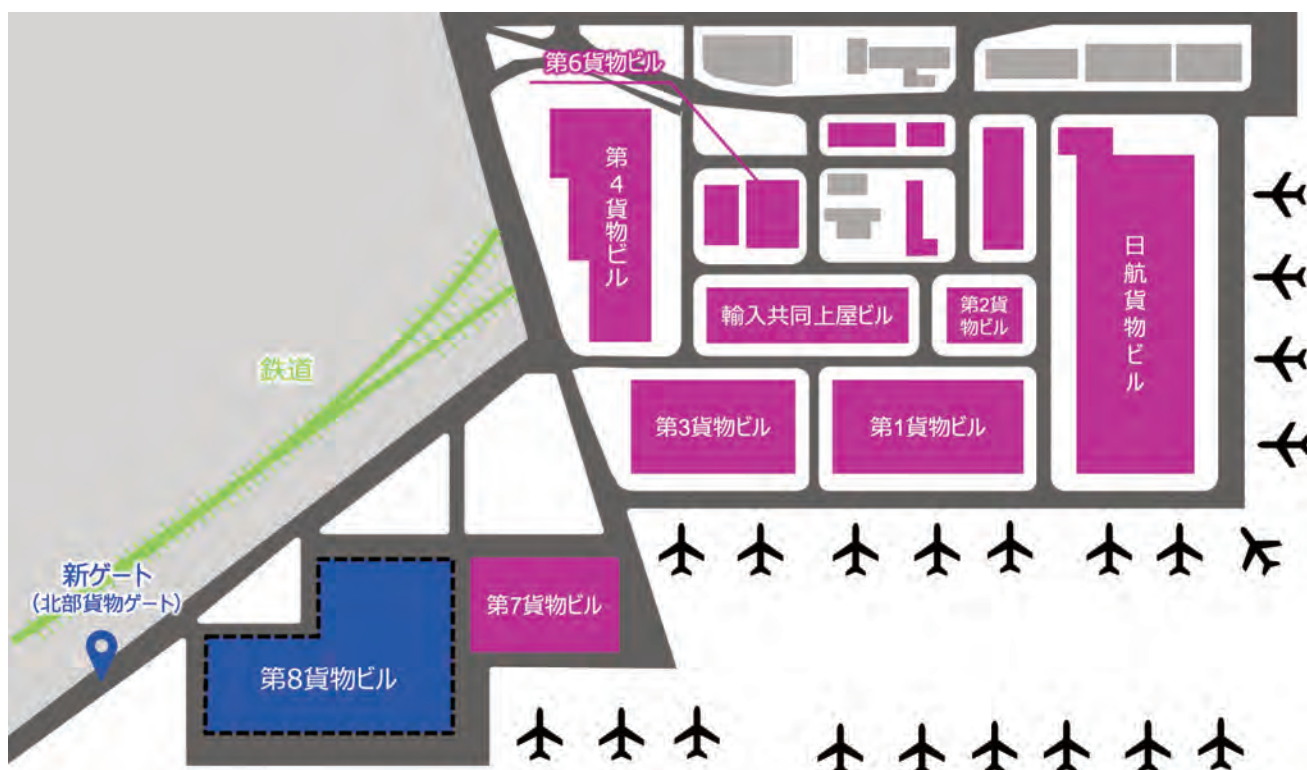 第6貨物ビル
第4貨物ビル
日航貨物ビル
輸入共同上屋ビル
第2貨
物ビル
鉄道
第3貨物ビル
第1貨物ビル
新ゲート
(北部貨物ゲート)
第7貨物ビル
第8貨物ビル